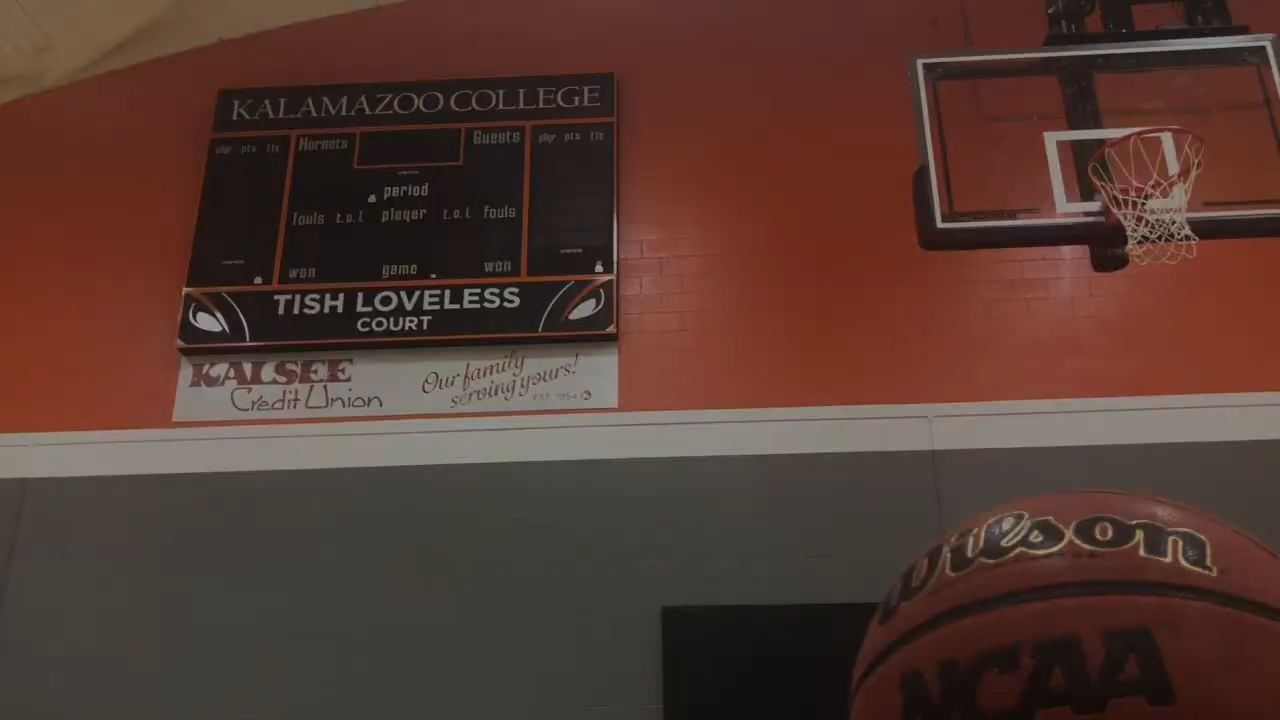 KALAMAZOO COLLEGE
plyr pts fls Hornets Guests plyr pts fls
period
fouls t.o.l player t.o.l fouls
won game won
TISH LOVELESS
COURT
KALSEE
Credit Union
Our family
serving yours!
EST. 1954
Wilson
NCAA